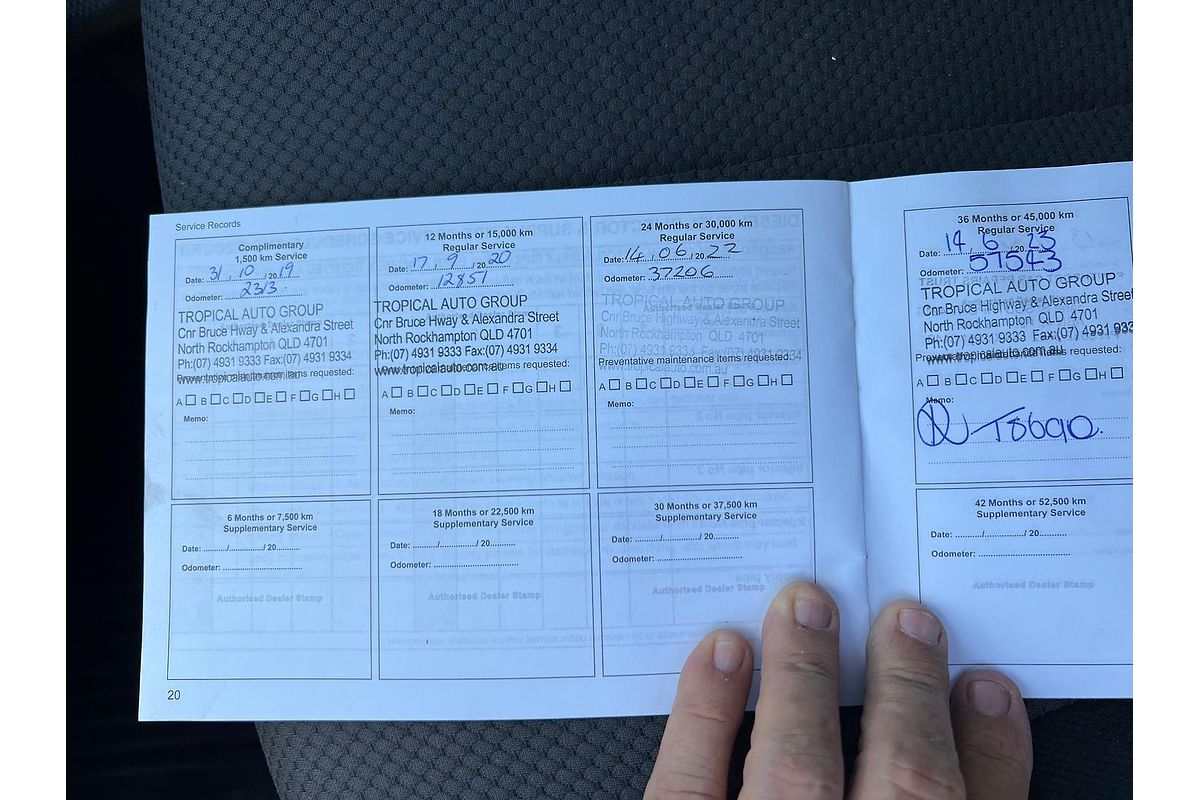 Service Records
Complimentary
1,500 km Service
Date: 31 . 10 . 20 19
Odometer: 2313.
TROPICAL AUTO GROUP
Cnr Bruce Hway & Alexandra Street
North Rockhampton QLD 4701
Ph:(07) 4931 9333 Fax:(07) 4931 9334
www.tropicalauto.com.au
Preventative maintenance items requested:
A B C D E F G H
Memo:
12 Months or 15,000 km
Regular Service
Date: 17 . 9 . / 20 20
Odometer: 12857
TROPICAL AUTO GROUP
Cnr Bruce Hway & Alexandra Street
North Rockhampton QLD 4701
Ph:(07) 4931 9333 Fax:(07) 4931 9334
www.tropicalauto.com.au
Preventative maintenance items requested:
A B C D E F G H
Memo:
24 Months or 30,000 km
Regular Service
Date: 14 . 06 . 20 22
Odometer: 37206
TROPICAL AUTO GROUP
Cnr Bruce Highway & Alexandra Street
North Rockhampton QLD 4701
Ph:(07) 4931 9333 Fax:(07) 4931 9334
www.tropicalauto.com.au
Preventative maintenance items requested:
A B C D E F G H
Memo:
36 Months or 45,000 km
Regular Service
Date: 14 . 6 / 20 23
Odometer: 57543
TROPICAL AUTO GROUP
Cnr Bruce Highway & Alexandra Street
North Rockhampton QLD 4701
Ph:(07) 4931 9333 Fax:(07) 4931 933
www.tropicalauto.com.au
Preventative maintenance items requested:
A B C D E F G H
Memo:
6 Months or 7,500 km
Supplementary Service
Date: ........../............../ 20.........
Odometer: ..............................
Authorised Dealer Stamp
18 Months or 22,500 km
Supplementary Service
Date: ........../............../ 20.........
Odometer: ..............................
Authorised Dealer Stamp
30 Months or 37,500 km
Supplementary Service
Date: ........../............../ 20.........
Odometer: ..............................
Authorised Dealer Stamp
42 Months or 52,500 km
Supplementary Service
Date: ........../............../ 20.........
Odometer: ..............................
Authorised Dealer Stamp
20